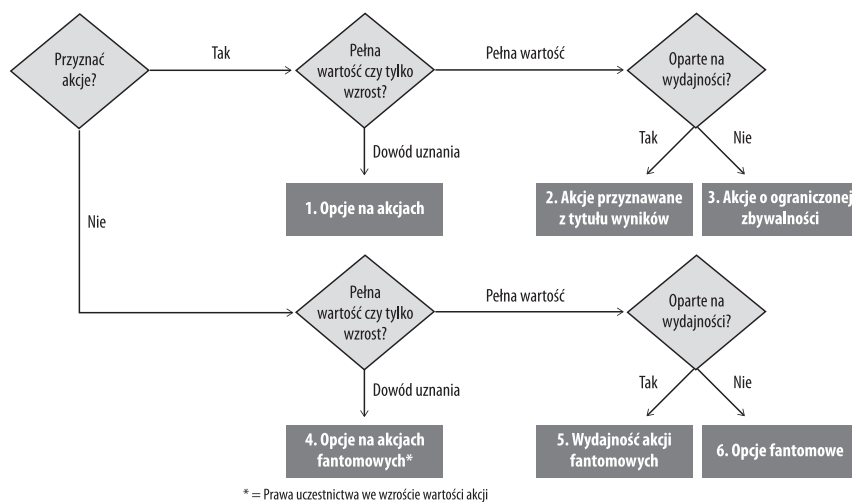 Przyznać
akcje?
Tak
Pełna
wartość czy tylko
wzrost?
Pełna wartość
Oparte na
wydajności?
Dowód uznania
Tak
Nie
1. Opcje na akcjach
2. Akcje przyznawane
z tytułu wyników
3. Akcje o ograniczonej
zbywalności
Nie
Pełna
wartość czy tylko
wzrost?
Pełna wartość
Oparte na
wydajności?
Dowód uznania
Tak
Nie
4. Opcje na akcjach
fantomowych*
5. Wydajność akcji
fantomowych
6. Opcje fantomowe
* = Prawa uczestnictwa we wzroście wartości akcji